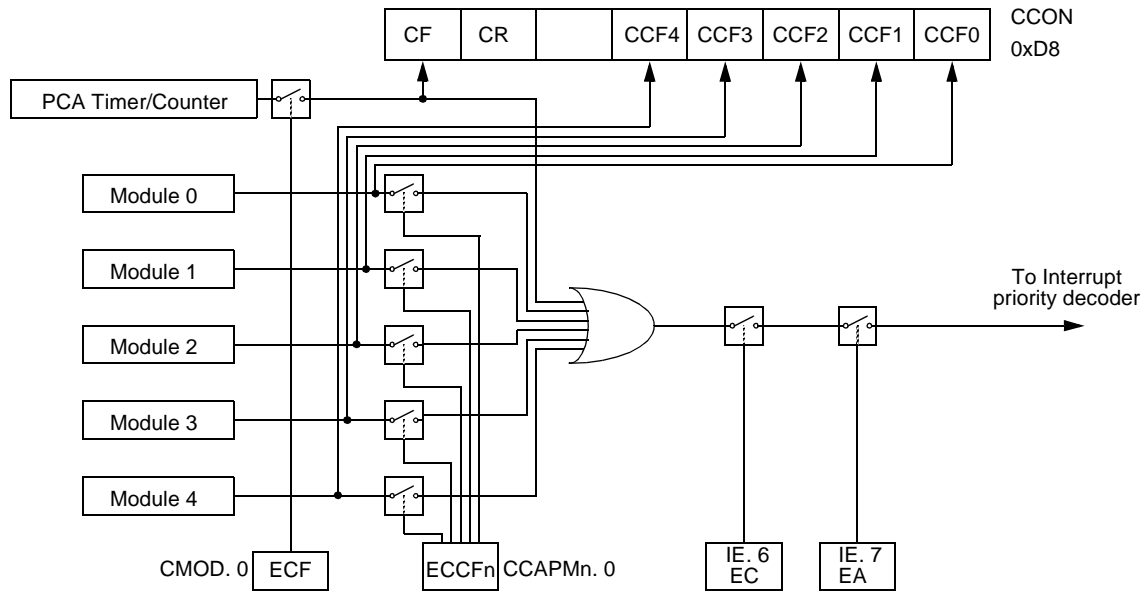 CF CR CCF4 CCF3 CCF2 CCF1 CCF0
CCON
0xD8
PCA Timer/Counter
Module 0
Module 1
Module 2
Module 3
Module 4
To Interrupt
priority decoder
CMOD. 0 ECF
ECCFn CCAPMn. 0
IE. 6
EC
IE. 7
EA